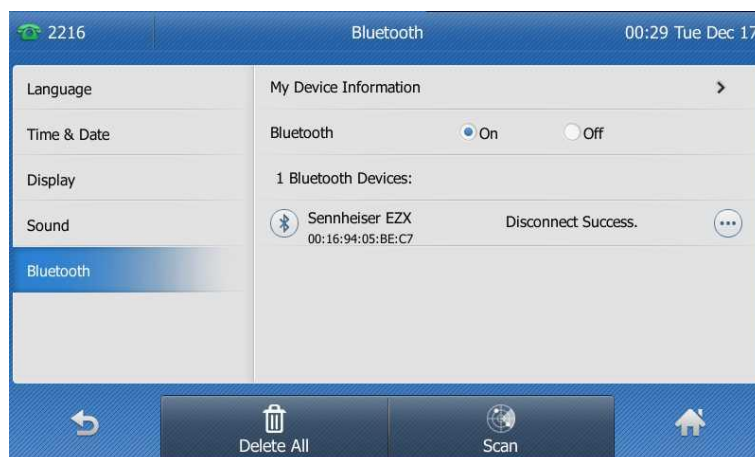 2216 Bluetooth 00:29 Tue Dec 17
Language
Time & Date
Display
Sound
Bluetooth
My Device Information
Bluetooth On Off
1 Bluetooth Devices:
Sennheiser EZX Disconnect Success.
00:16:94:05:BE:C7
Delete All Scan